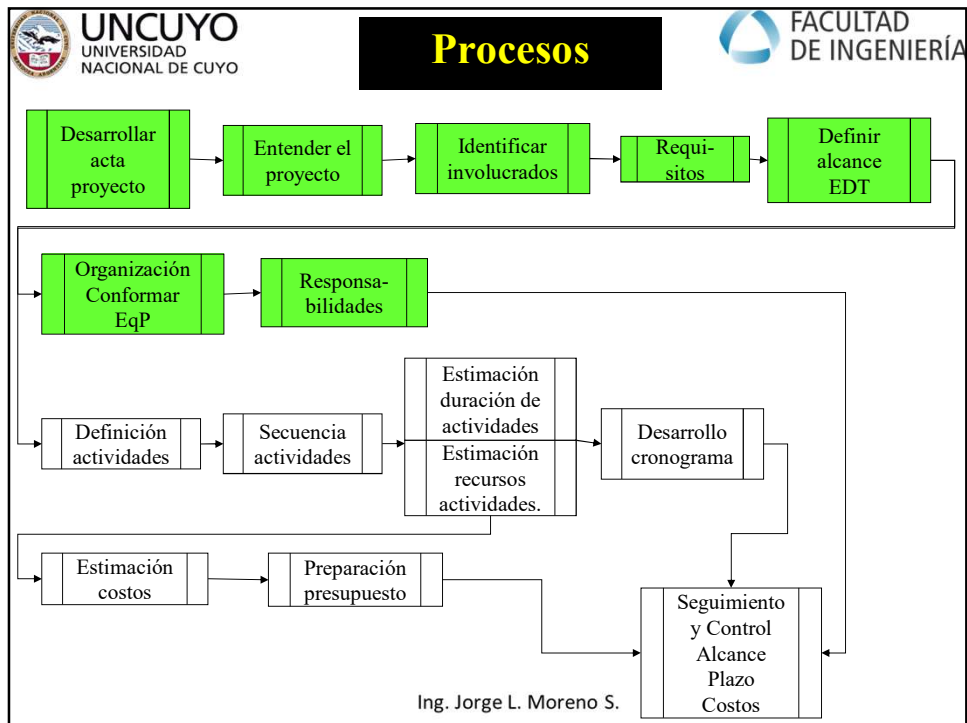 UNCUYO
UNIVERSIDAD
NACIONAL DE CUYO
Procesos
FACULTAD
DE INGENIERÍA
Desarrollar
acta
proyecto
Entender el
proyecto
Identificar
involucrados
Requi-
sitos
Definir
alcance
EDT
Organización
Conformar
EqP
Responsa-
bilidades
Definición
actividades
Secuencia
actividades
Estimación
duración de
actividades
Estimación
recursos
actividades.
Desarrollo
cronograma
Estimación
costos
Preparación
presupuesto
Seguimiento
y Control
Alcance
Plazo
Costos
Ing. Jorge L. Moreno S.